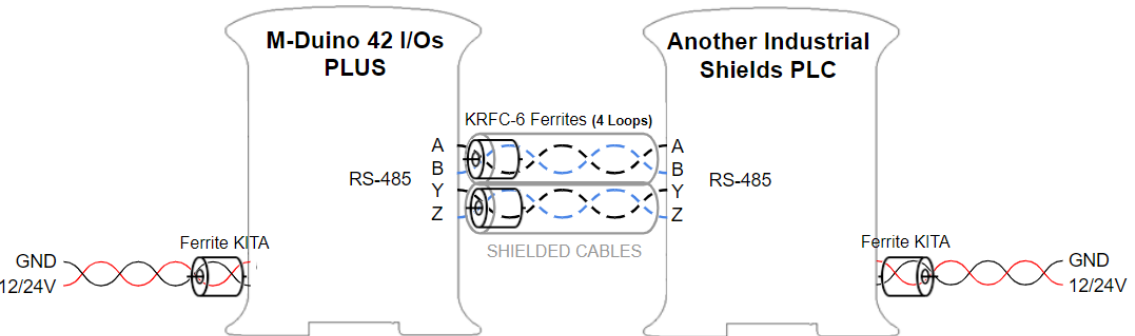 M-Duino 42 I/Os
PLUS
Another Industrial
Shields PLC
KRFC-6 Ferrites (4 Loops)
A
B
Y
Z
RS-485
A
B
Y
Z
RS-485
SHIELDED CABLES
Ferrite KITA
GND
12/24V
Ferrite KITA
GND
12/24V